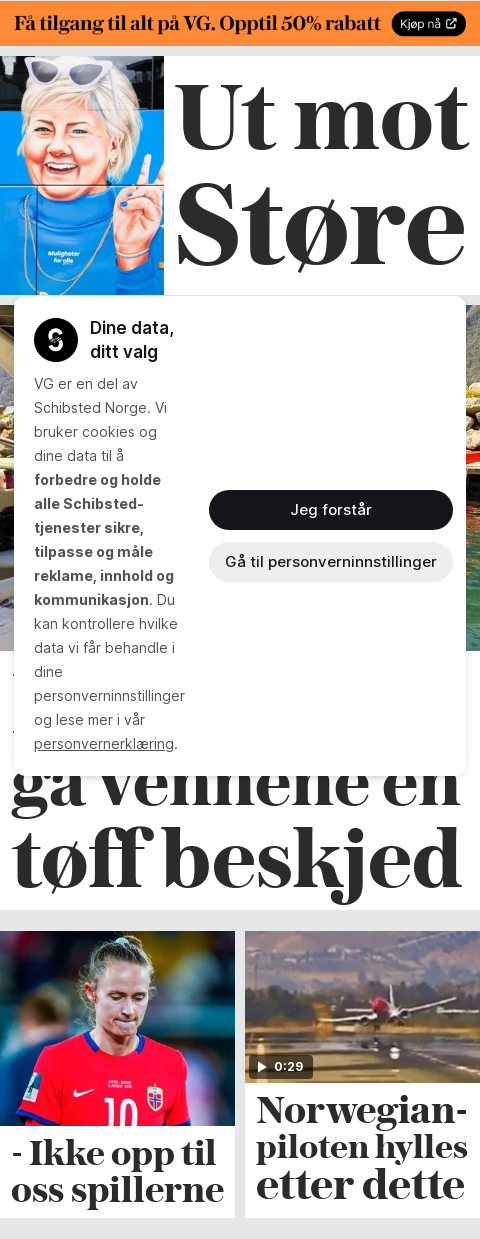 Få tilgang til alt på VG. Opptil 50% rabatt
Kjøp nå
Ut mot
Støre
Muligheter
for alle
Dine data,
ditt valg
VG er en del av
Schibsted Norge. Vi
bruker cookies og
dine data til å
forbedre og holde
alle Schibsted-
tjenester sikre,
tilpasse og måle
reklame, innhold og
kommunikasjon. Du
kan kontrollere hvilke
data vi får behandle i
dine
personverninnstillinger
og lese mer i vår
personvernerklæring.
Jeg forstår
Gå til personverninnstillinger
ga vennene en
tøff beskjed
10
- Ikke opp til
oss spillerne
0:29
Norwegian-
piloten hylles
etter dette